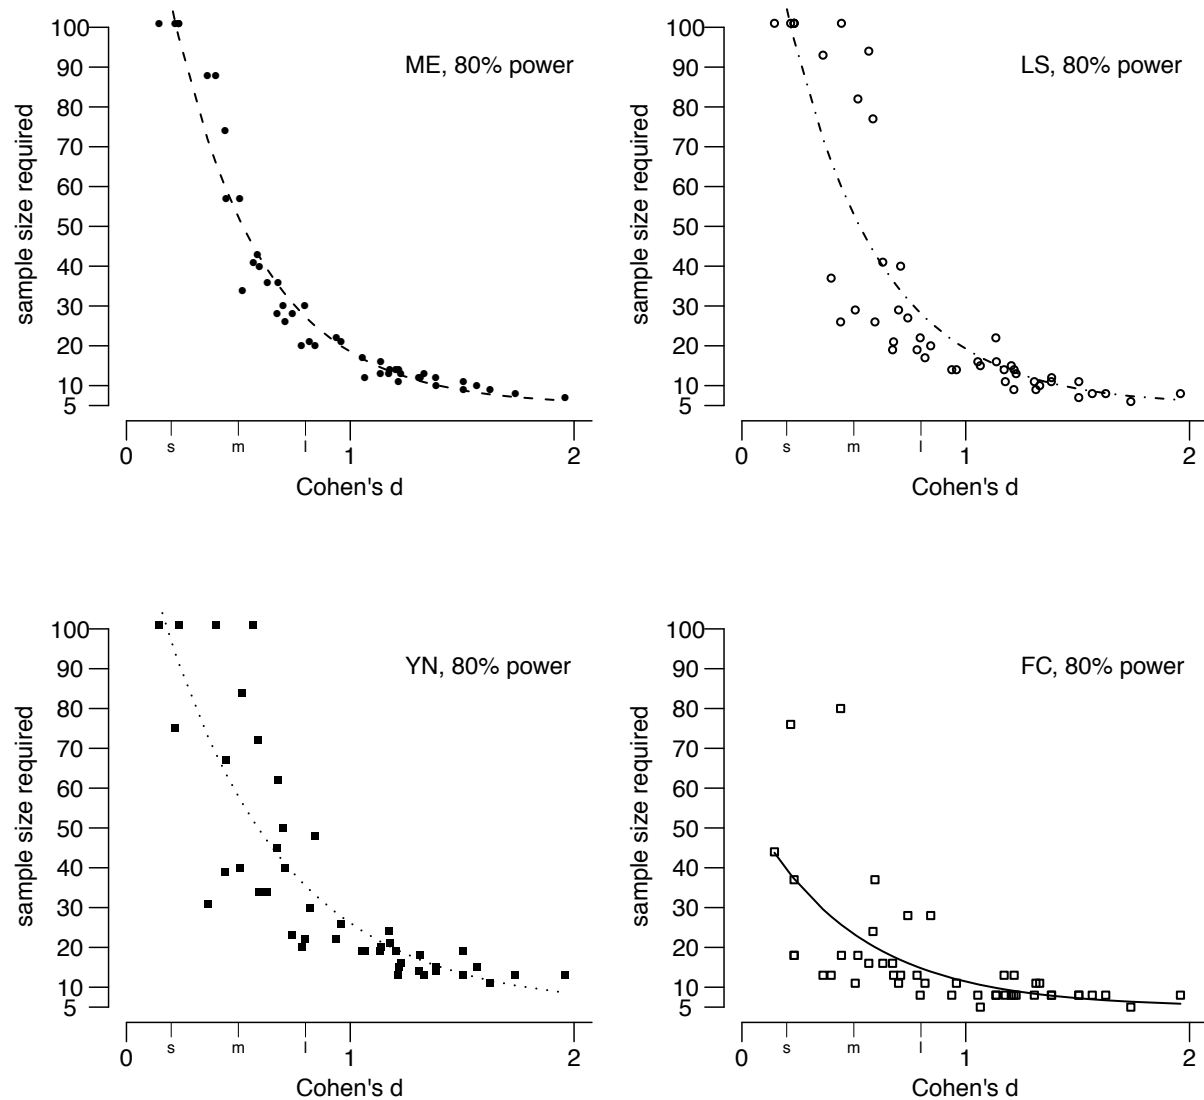 ME, 80% power
sample size required
100
90
80
70
60
50
40
30
20
10
5
0
s
m
l
1
2
Cohen's d
LS, 80% power
sample size required
100
90
80
70
60
50
40
30
20
10
5
0
s
m
l
1
2
Cohen's d
YN, 80% power
sample size required
100
90
80
70
60
50
40
30
20
10
5
0
s
m
l
1
2
Cohen's d
FC, 80% power
sample size required
100
90
80
70
60
50
40
30
20
10
5
0
s
m
l
1
2
Cohen's d